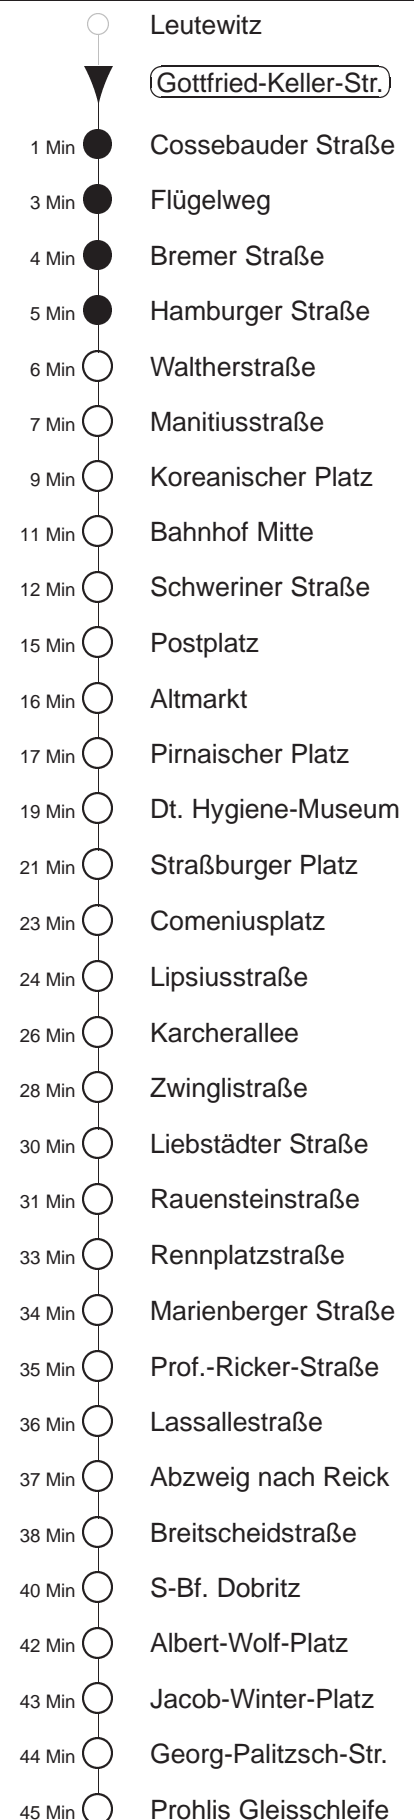 Leutewitz
Gottfried-Keller-Str.
1 Min Cossebauder Straße
3 Min Flügelweg
4 Min Bremer Straße
5 Min Hamburger Straße
6 Min Waltherstraße
7 Min Manitiusstraße
9 Min Koreanischer Platz
11 Min Bahnhof Mitte
12 Min Schweriner Straße
15 Min Postplatz
16 Min Altmarkt
17 Min Pirnaischer Platz
19 Min Dt. Hygiene-Museum
21 Min Straßburger Platz
23 Min Comeniusplatz
24 Min Lipsiusstraße
26 Min Karcherallee
28 Min Zwinglistraße
30 Min Liebstädter Straße
31 Min Rauensteinstraße
33 Min Rennplatzstraße
34 Min Marienberger Straße
35 Min Prof.-Ricker-Straße
36 Min Lassallestraße
37 Min Abzweig nach Reick
38 Min Breitscheidstraße
40 Min S-Bf. Dobritz
42 Min Albert-Wolf-Platz
43 Min Jacob-Winter-Platz
44 Min Georg-Palitzsch-Str.
45 Min Prohlis Gleisschleife